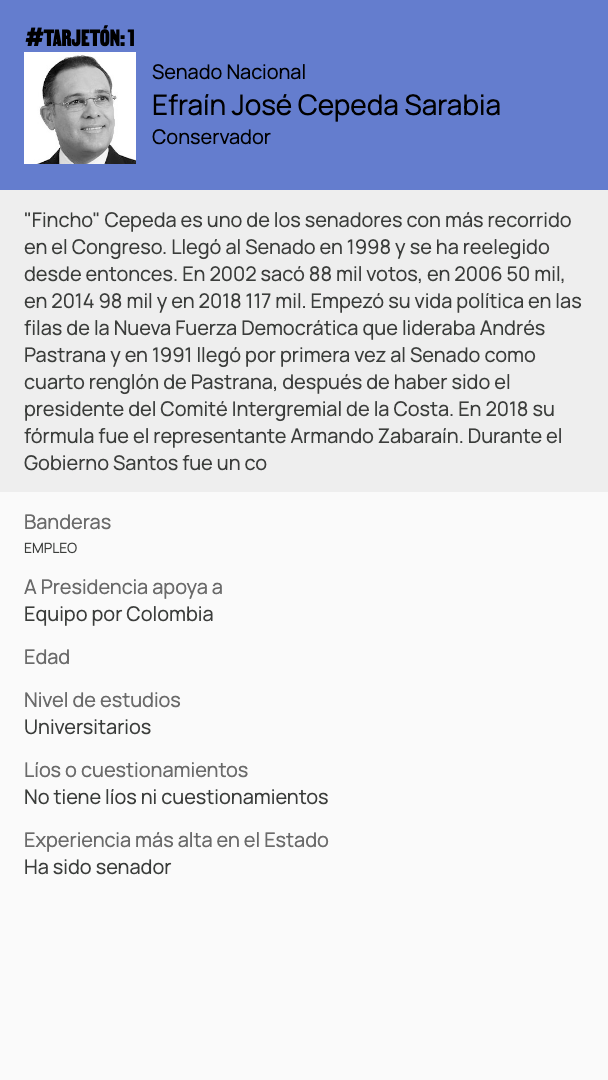 #TARJETÓN: 1
Senado Nacional
Efraín José Cepeda Sarabia
Conservador
"Fincho" Cepeda es uno de los senadores con más recorrido
en el Congreso. Llegó al Senado en 1998 y se ha reelegido
desde entonces. En 2002 sacó 88 mil votos, en 2006 50 mil,
en 2014 98 mil y en 2018 117 mil. Empezó su vida política en las
filas de la Nueva Fuerza Democrática que lideraba Andrés
Pastrana y en 1991 llegó por primera vez al Senado como
cuarto renglón de Pastrana, después de haber sido el
presidente del Comité Intergremial de la Costa. En 2018 su
fórmula fue el representante Armando Zabaraín. Durante el
Gobierno Santos fue un co
Banderas
EMPLEO
A Presidencia apoya a
Equipo por Colombia
Edad
Nivel de estudios
Universitarios
Líos o cuestionamientos
No tiene líos ni cuestionamientos
Experiencia más alta en el Estado
Ha sido senador